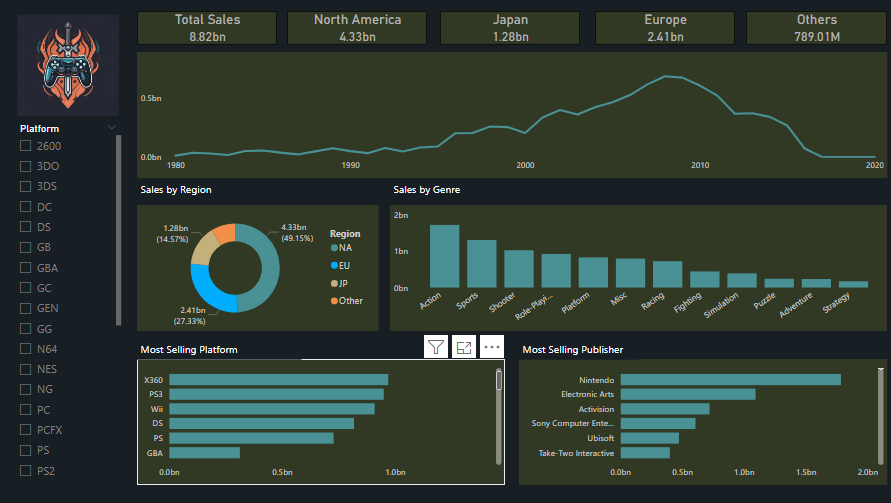 Total Sales
8.82bn
North America
4.33bn
Japan
1.28bn
Europe
2.41bn
Others
789.01M
Platform
2600
3DO
3DS
DC
DS
GB
GBA
GC
GEN
GG
N64
NES
NG
PC
PCFX
PS
PS2
0.5bn
0.0bn
1980
1990
2000
2010
2020
Sales by Region
1.28bn
(14.57%)
4.33bn
(49.15%)
2.41bn
(27.33%)
Region
NA
EU
JP
Other
Sales by Genre
2bn
1bn
0bn
Action
Sports
Shooter
Role-Playi...
Platform
Misc
Racing
Fighting
Simulation
Puzzle
Adventure
Strategy
Most Selling Platform
X360
PS3
Wii
DS
PS
GBA
0.0bn
0.5bn
1.0bn
Most Selling Publisher
Nintendo
Electronic Arts
Activision
Sony Computer Ente...
Ubisoft
Take-Two Interactive
0.0bn
0.5bn
1.0bn
1.5bn
2.0bn